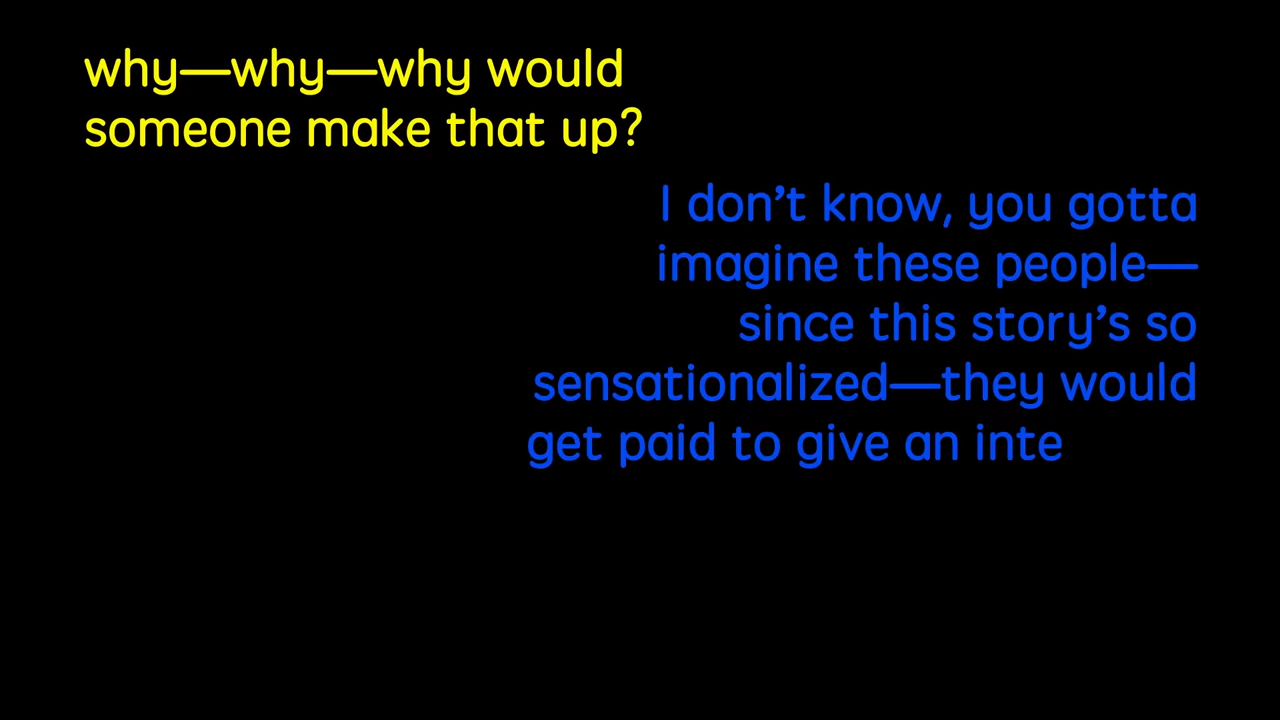 why—why—why would
someone make that up?
I don’t know, you gotta
imagine these people—
since this story’s so
sensationalized—they would
get paid to give an inte